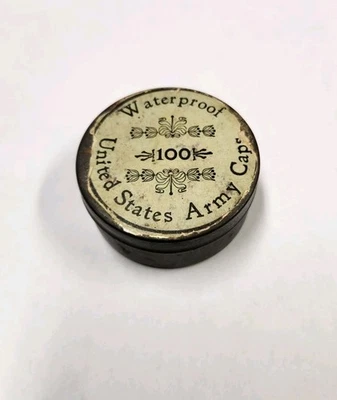 Waterproof
100
United States Army Caps